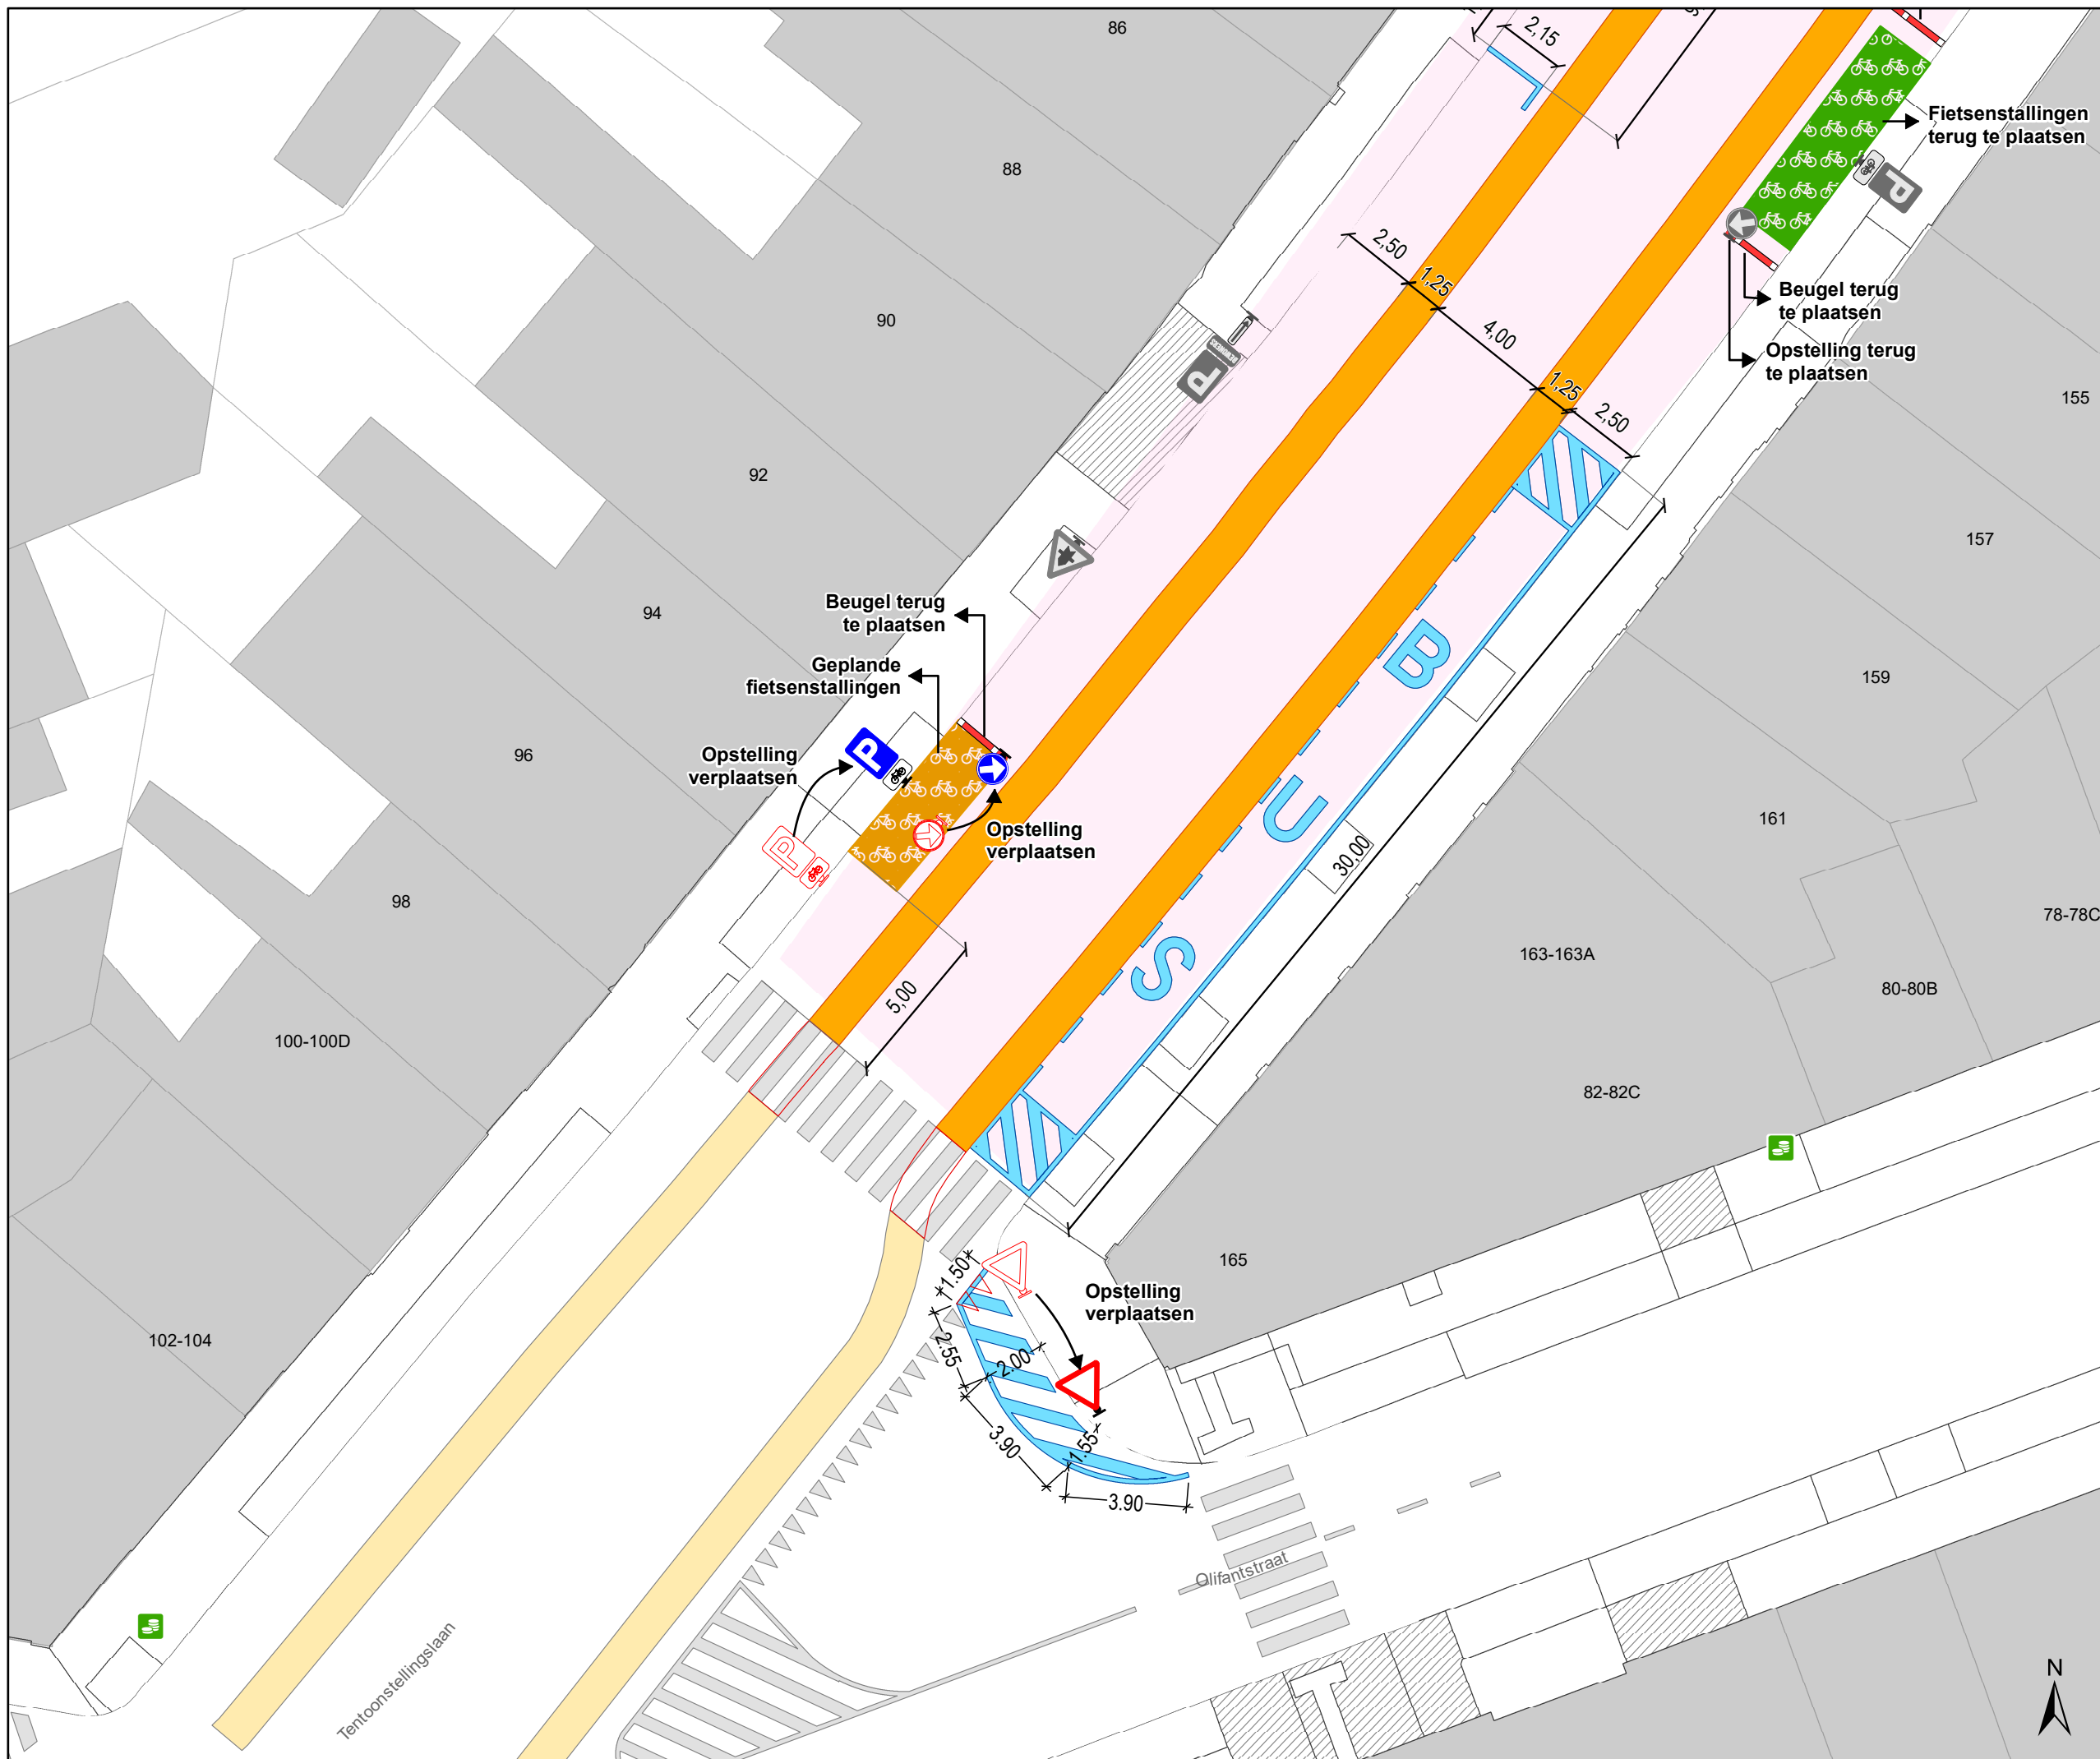 86
2,15
88
Fietsenstallingen
terug te plaatsen
P
2,50
1,25
4,00
1,25
2,50
90
Beugel terug
te plaatsen
Opstelling terug
te plaatsen
P
155
92
157
94
Beugel terug
te plaatsen
B
159
Geplande
fietsenstallingen
96
Opstelling
verplaatsen
P
U
161
Opstelling
verplaatsen
P
30,00
98
78-78C
163-163A
S
80-80B
5,00
100-100D
82-82C
165
1.50
Opstelling
verplaatsen
102-104
2.55
2.00
3.90
1.55
3.90
Olifantstraat
Tentoonstellingslaan
N